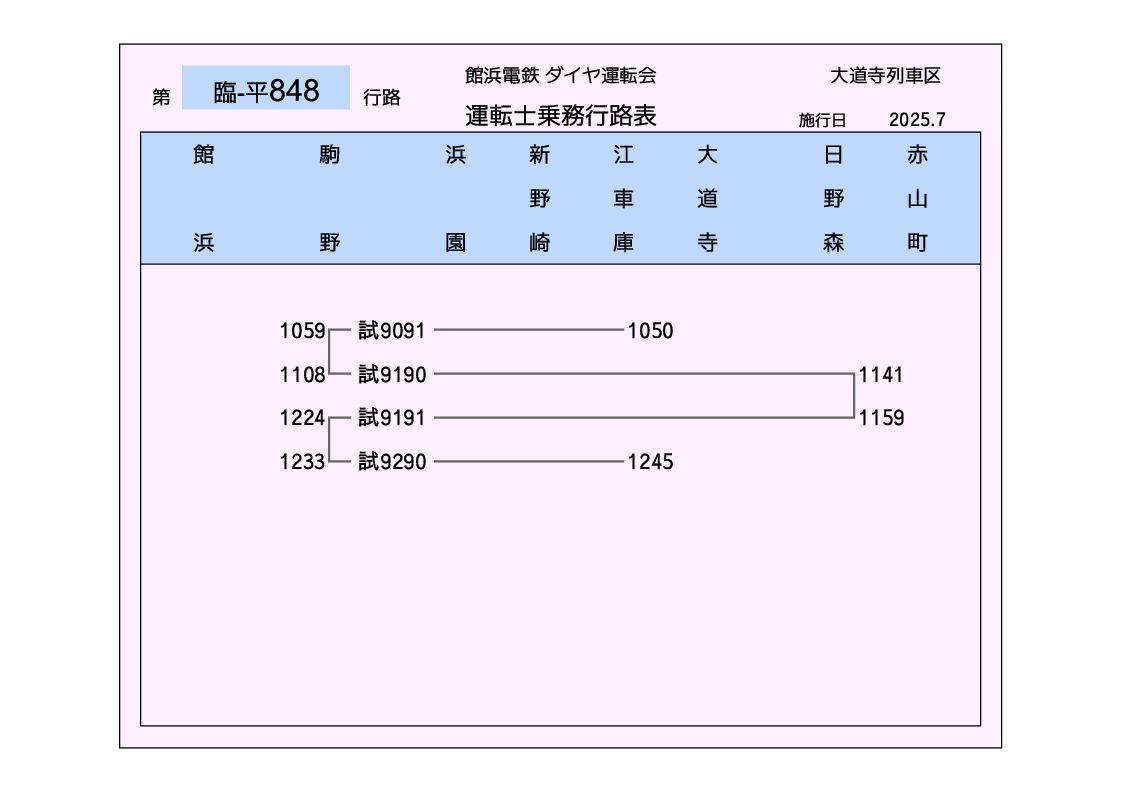 館浜電鉄 ダイヤ運転会
大道寺列車区
第 臨-平848 行路
運転士乗務行路表
施行日 2025.7
館浜
駒野
浜園
新野崎
江車庫
大道寺
日野森
赤山町
1059 試9091 1050
1108 試9190 1141
1224 試9191 1159
1233 試9290 1245